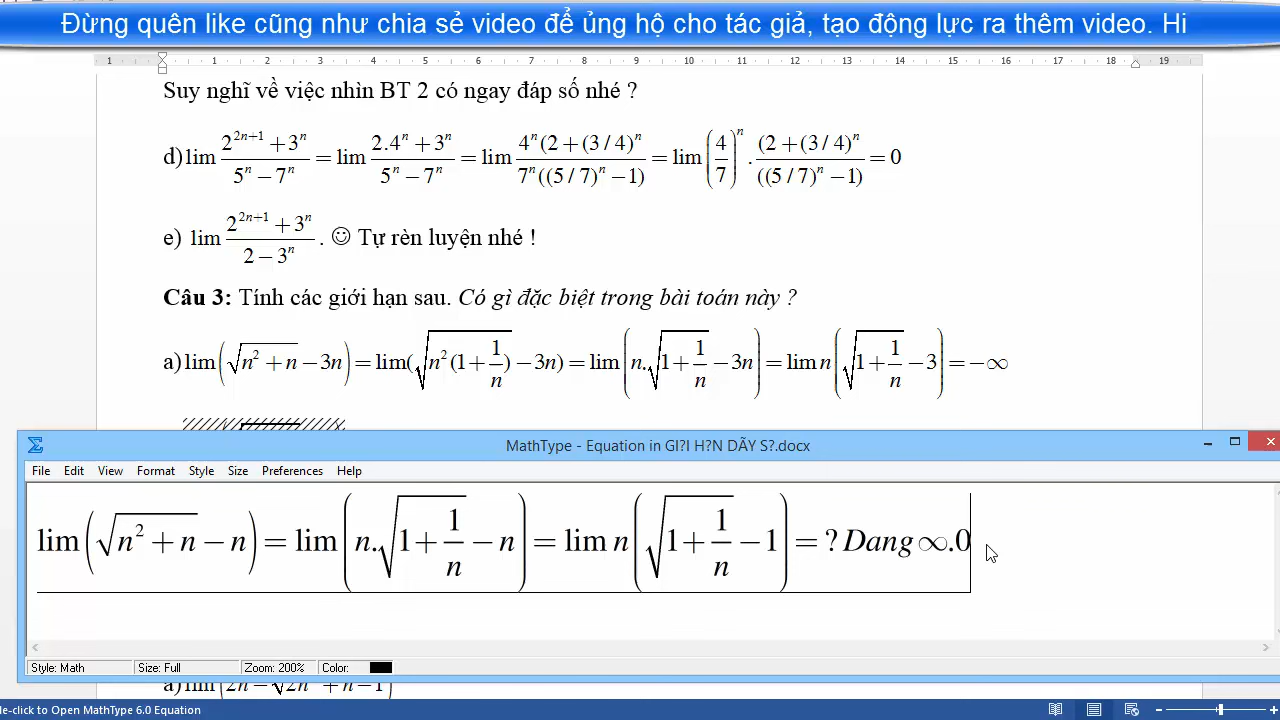 Đừng quên like cũng như chia sẻ video để ủng hộ cho tác giả, tạo động lực ra thêm video. Hi
1 1 2 3 4 5 6 7 8 9 10 11 12 13 14 15 16 17 18 19
Suy nghĩ về việc nhìn BT 2 có ngay đáp số nhé ?
d) lim (2^{2n+1} + 3^n)/(5^n − 7^n) = lim (2.4^n + 3^n)/(5^n − 7^n) = lim (4^n (2 + (3 / 4)^n)/(7^n ((5 / 7)^n − 1)) = lim (4/7)^n . ((2 + (3 / 4)^n)/(((5 / 7)^n − 1)) = 0
e) lim (2^{2n+1} + 3^n)/(2 − 3^n) . ☺ Tự rèn luyện nhé !
Câu 3: Tính các giới hạn sau. Có gì đặc biệt trong bài toán này ?
a) lim (√(n² + n) − 3n) = lim(√(n² (1 + 1/n)) − 3n) = lim (n.√(1 + 1/n) − 3n) = lim n (√(1 + 1/n) − 3) = −∞
MathType - Equation in GI?I H?N DÃY S?.docx
File Edit View Format Style Size Preferences Help
lim (√(n² + n) − n) = lim (n.√(1 + 1/n) − n) = lim n (√(1 + 1/n) − 1) = ? Dang ∞.0
Style: Math Size: Full Zoom: 200% Color:
a) lim (2n − √(2n + n − 1)
le-click to Open MathType 6.0 Equation